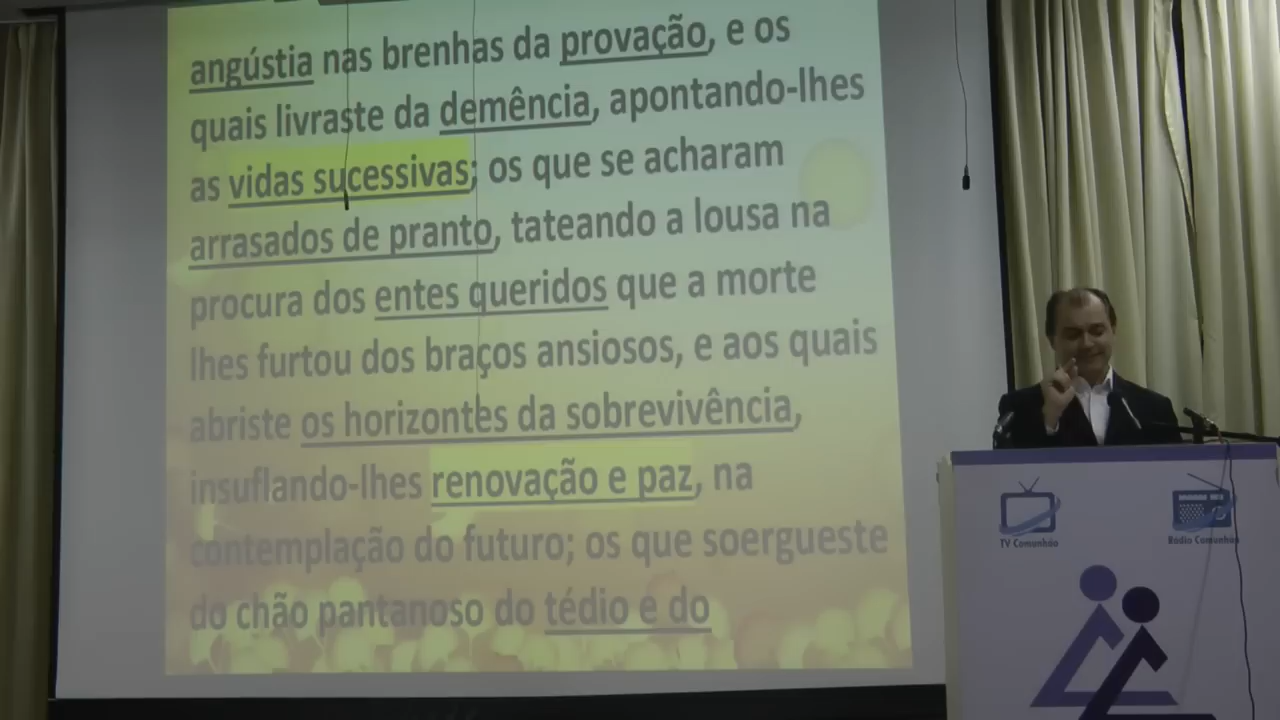 angústia nas brenhas da provação, e os
quais livraste da demência, apontando-lhes
as vidas sucessivas; os que se acharam
arrasados de pranto, tateando a lousa na
procura dos entes queridos que a morte
lhes furtou dos braços ansiosos, e aos quais
abriste os horizontes da sobrevivência,
insuflando-lhes renovação e paz, na
contemplação do futuro; os que soergueste
do chão pantanoso do tédio e do
TV Comunhão
Rádio Comunhão